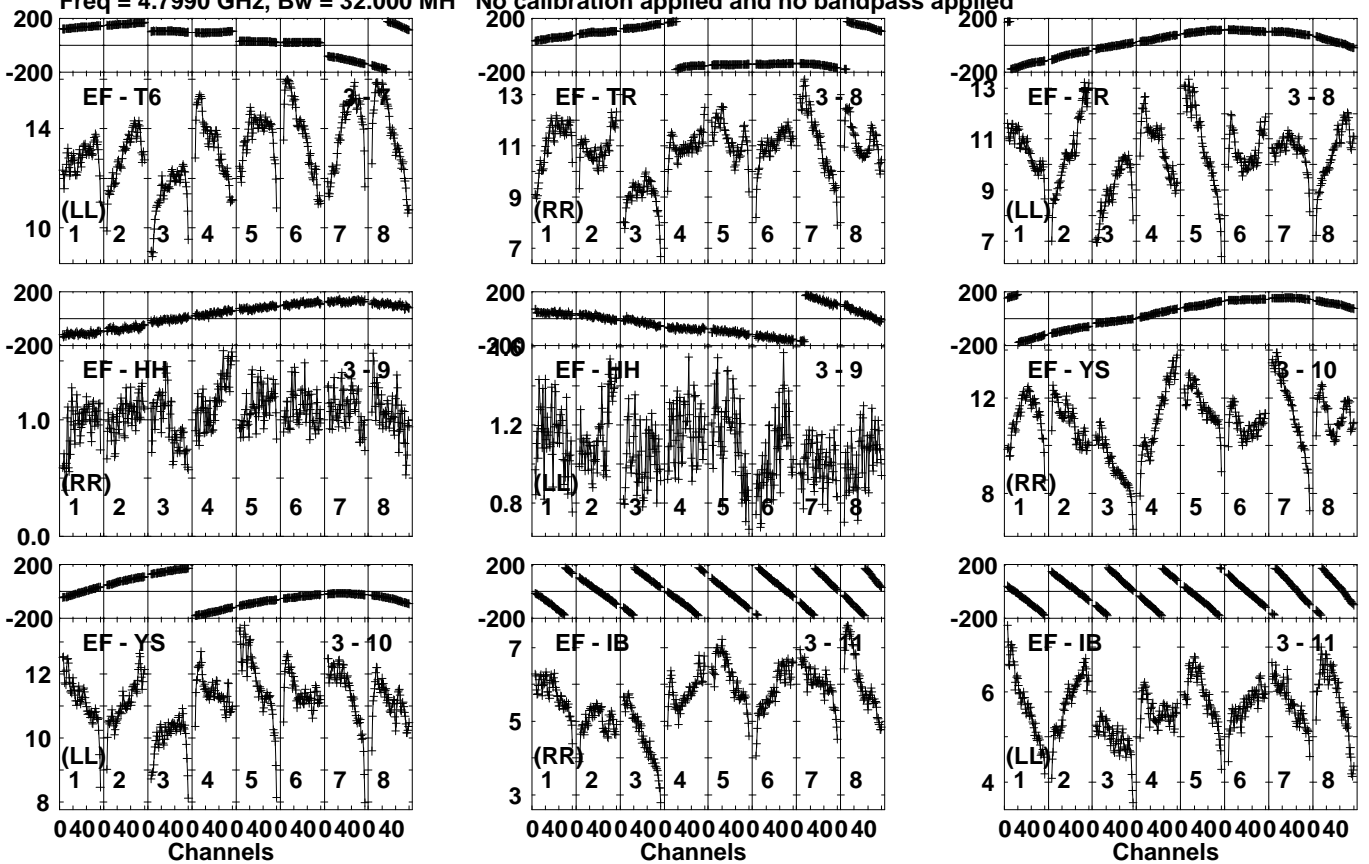 Freq = 4.7990 GHz, Bw = 32.000 MH No calibration applied and no bandpass applied
200 200 200
-200 -200 -200
EF - T6 3 - 7 EF - TR 3 - 8 EF - TR 3 - 8
14 13 13
11 11
9 9
(LL) (RR) (LL)
10 7 7
1 2 3 4 5 6 7 8 1 2 3 4 5 6 7 8 1 2 3 4 5 6 7 8
200 200 200
-200 -200 1.6 -200
EF - HH 3 - 9 EF - HH 3 - 9 EF - YS 3 - 10
1.0 1.2 12
(RR) (LL) (RR)
0.8 8
1 2 3 4 5 6 7 8 1 2 3 4 5 6 7 8 1 2 3 4 5 6 7 8
0.0
200 200 200
-200 -200 -200
EF - YS 3 - 10 EF - IB 3 - 11 EF - IB 3 - 11
12 7 6
10 5
(LL) (RR) (LL)
1 2 3 4 5 6 7 8 1 2 3 4 5 6 7 8 1 2 3 4 5 6 7 8
8 3 4
0 40 0 40 0 40 0 40 0 40 0 40 0 40 0 40 0 40 0 40 0 40 0 40 0 40 0 40 0 40 0 40 0 40 0 40 0 40 0 40 0 40 0 40 0 40 0 40
Channels Channels Channels